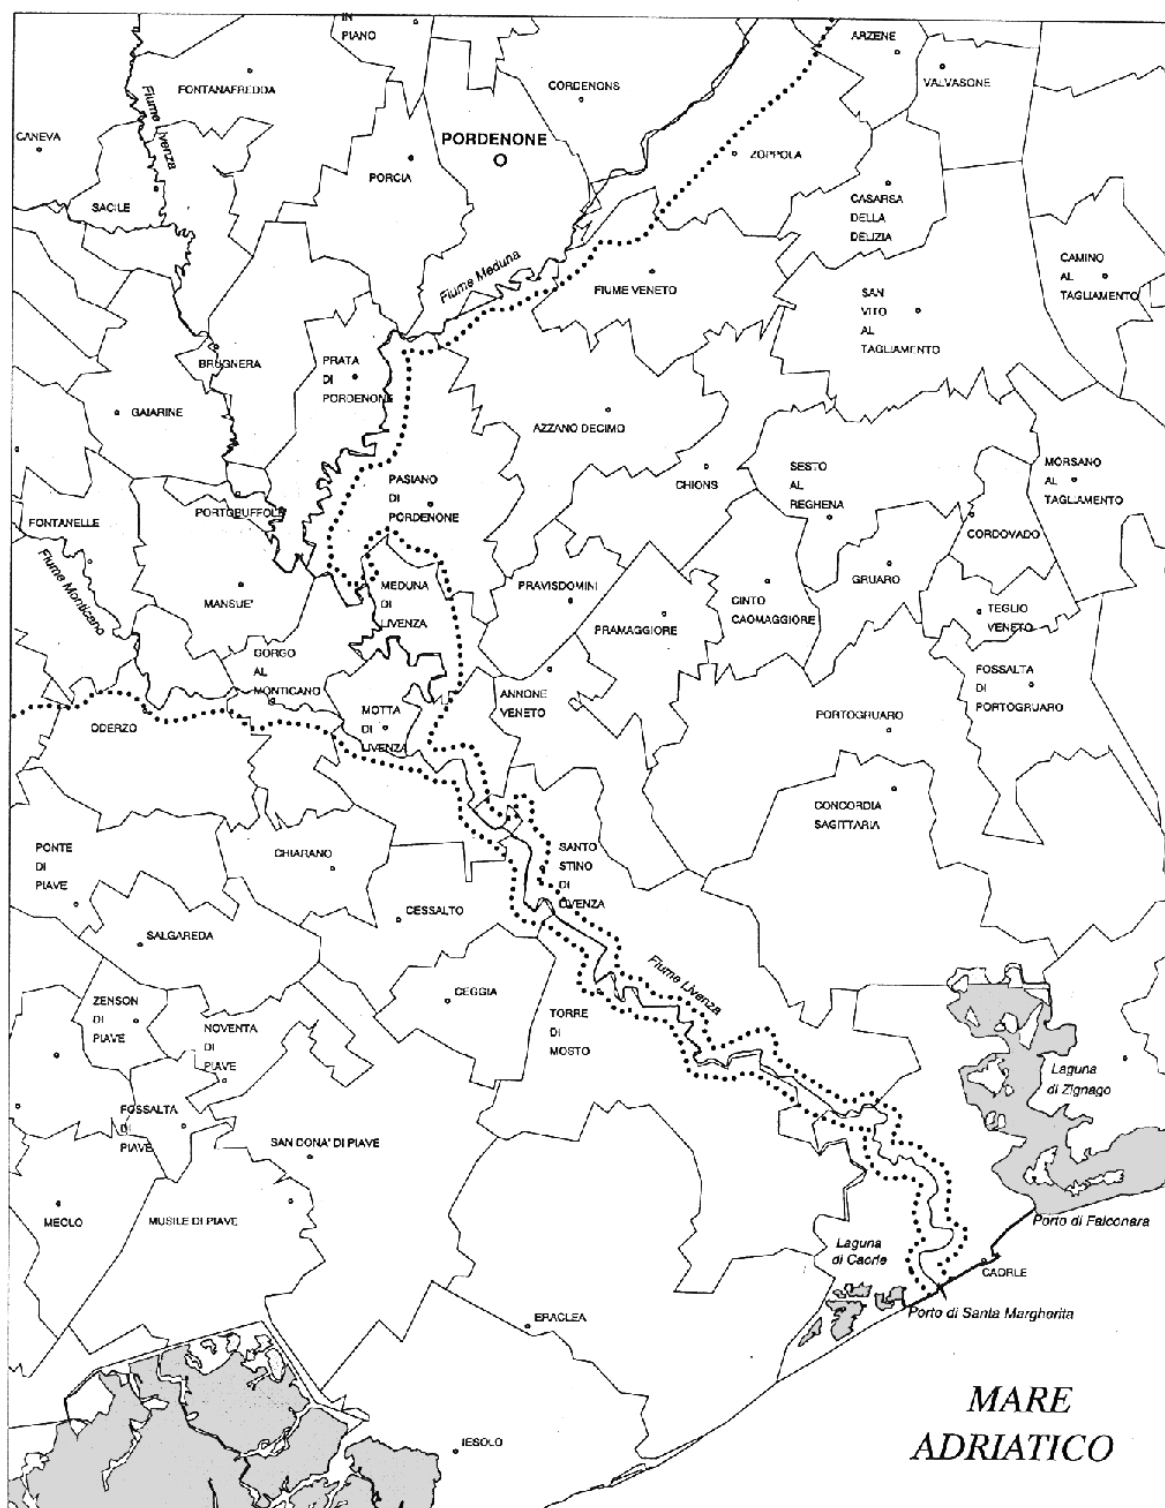 IN
PIANO
ARZENE
FONTANAFREDDA
CORDENONS
VALVASONE
Fiume Livenza
CANEVA
PORDENONE
ZOPPOLA
PORCIA
SACILE
CASARSA
DELLA
DELIZIA
Fiume Meduna
CAMINO
AL
TAGLIAMENTO
FIUME VENETO
SAN
VITO
AL
TAGLIAMENTO
BRUGNERA
PRATA
DI
PORDENONE
GAIARINE
AZZANO DECIMO
PASIANO
DI
PORDENONE
CHIONS
SESTO
AL
REGHENA
MORSANO
AL
TAGLIAMENTO
PORTOBUFFOLE
FONTANELLE
CORDOVADO
Fiume Monticano
MANSUE'
MEDUNA
DI
LIVENZA
PRAVISDOMINI
GRUARO
CINTO
CAOMAGGIORE
TEGLIO
VENETO
PRAMAGGIORE
GORGO
AL
MONTICANO
FOSSALTA
DI
PORTOGRUARO
ANNONE
VENETO
MOTTA
DI
LIVENZA
PORTOGRUARO
ODERZO
CONCORDIA
SAGITTARIA
PONTE
DI
PIAVE
CHIARANO
SANTO
STINO
DI
LIVENZA
CESSALTO
SALGAREDA
Fiume Livenza
CEGGIA
ZENSON
DI
PIAVE
TORRE
DI
MOSTO
NOVENTA
DI
PIAVE
Laguna
di Zignago
FOSSALTA
DI
PIAVE
SAN DONA' DI PIAVE
MEOLO
MUSILE DI PIAVE
Porto di Falconara
Laguna
di Caorle
CAORLE
Porto di Santa Margherita
ERACLEA
MARE
ADRIATICO
IESOLO